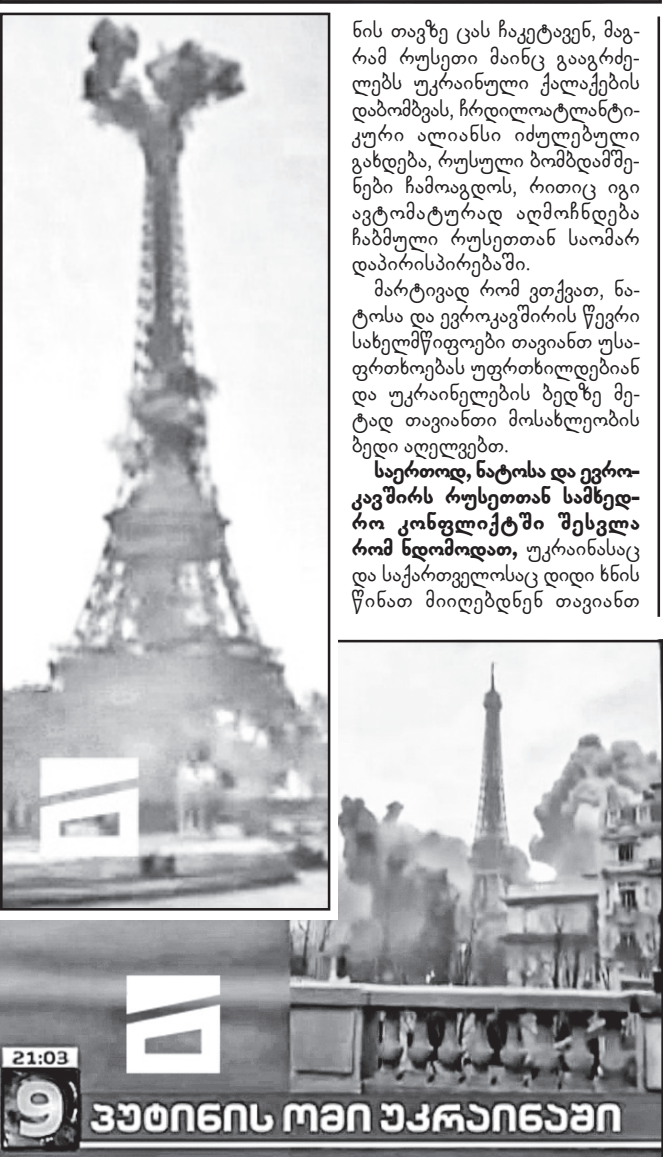 ნის თავზე ცას ჩაკეტავენ, მაგ-
რამ რუსეთი მაინც გააგრძე-
ლებს უკრაინული ქალაქების
დაბომბვას, ჩრდილოატლანტი-
კური ალიანსი იძულებული
გახდება, რუსული ბომბდამშე-
ნები ჩამოაგდოს, რითიც იგი
ავტომატურად აღმოჩნდება
ჩაბმული რუსეთთან საომარ
დაპირისპირებაში.
მარტივად რომ ვთქვათ, ნა-
ტოსა და ევროკავშირის წევრი
სახელმწიფოები თავიანთ უსა-
ფრთხოებას უფრთხილდებიან
და უკრაინელების ბედზე მე-
ტად თავიანთი მოსახლეობის
ბედი აღელვებთ.
საერთოდ, ნატოსა და ევრო-
კავშირს რუსეთთან სამხედ-
რო კონფლიქტში შესვლა
რომ ნდომოდათ, უკრაინასაც
და საქართველოსაც დიდი ხნის
წინათ მიიღებდნენ თავიანთ
21:03
9
პუტინის ომი უკრაინაში